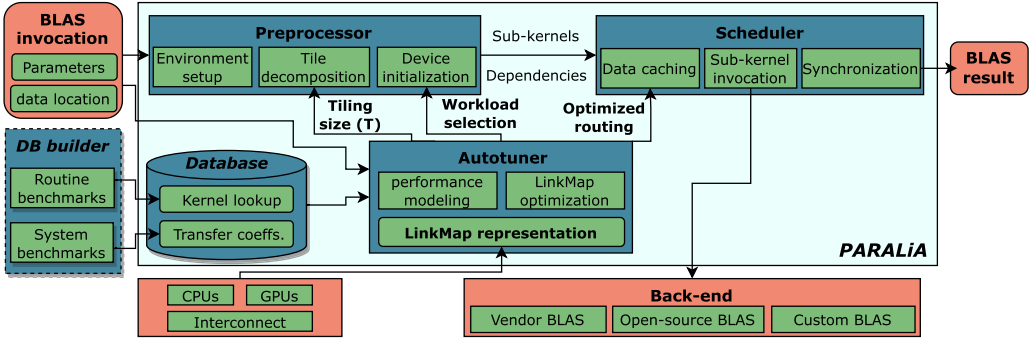 BLAS
invocation
Parameters
data location
Preprocessor
Environment
setup
Tile
decomposition
Device
initialization
Sub-kernels
Dependencies
Scheduler
Data caching
Sub-kernel
invocation
Synchronization
BLAS
result
Tiling
size (T)
Workload
selection
Optimized
routing
DB builder
Routine
benchmarks
System
benchmarks
Database
Kernel lookup
Transfer coeffs.
Autotuner
performance
modeling
LinkMap
optimization
LinkMap representation
PARALiA
CPUs
GPUs
Interconnect
Back-end
Vendor BLAS
Open-source BLAS
Custom BLAS